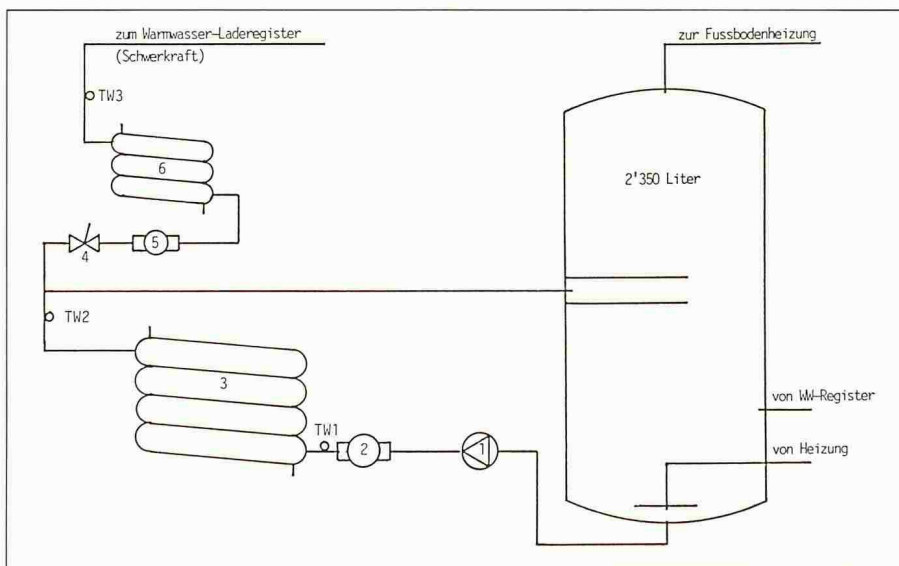 zum Warmwasser-Laderegister
(Schwerkraft)
zur Fussbodenheizung
TW3
6
2'350 Liter
4
5
TW2
3
von WW-Register
TW1
2
1
von Heizung